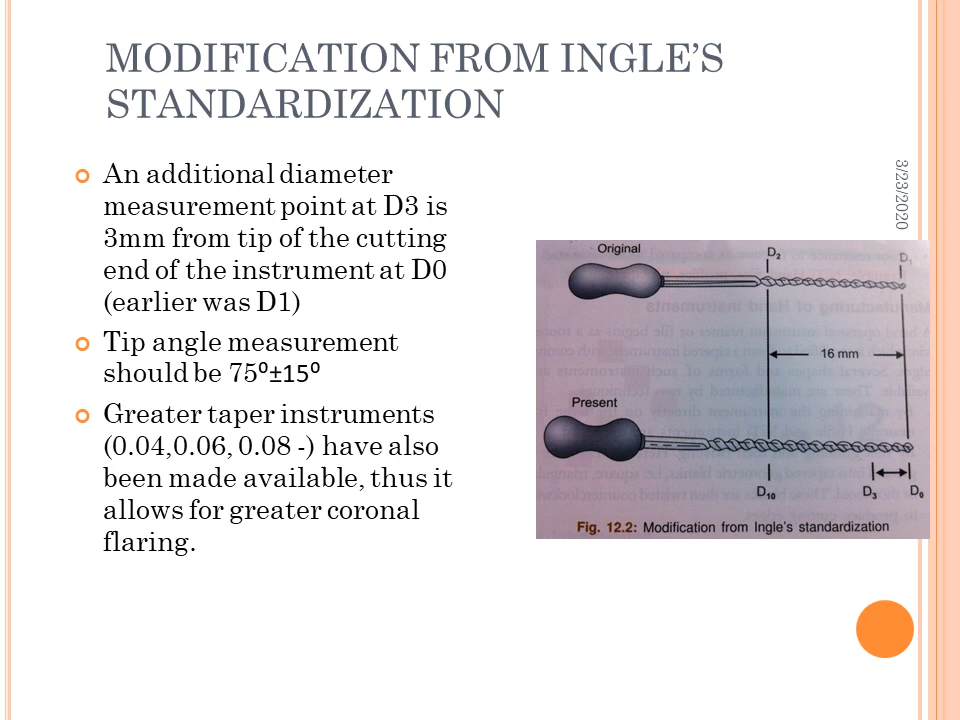 MODIFICATION FROM INGLE’S
STANDARDIZATION
An additional diameter
measurement point at D3 is
3mm from tip of the cutting
end of the instrument at D0
(earlier was D1)
Tip angle measurement
should be 75⁰±15⁰
Greater taper instruments
(0.04,0.06, 0.08 -) have also
been made available, thus it
allows for greater coronal
flaring.
3/23/2020
Original
D₂
D₁
16 mm
Present
D₁₀
D₃
D₀
Fig. 12.2: Modification from Ingle's standardization